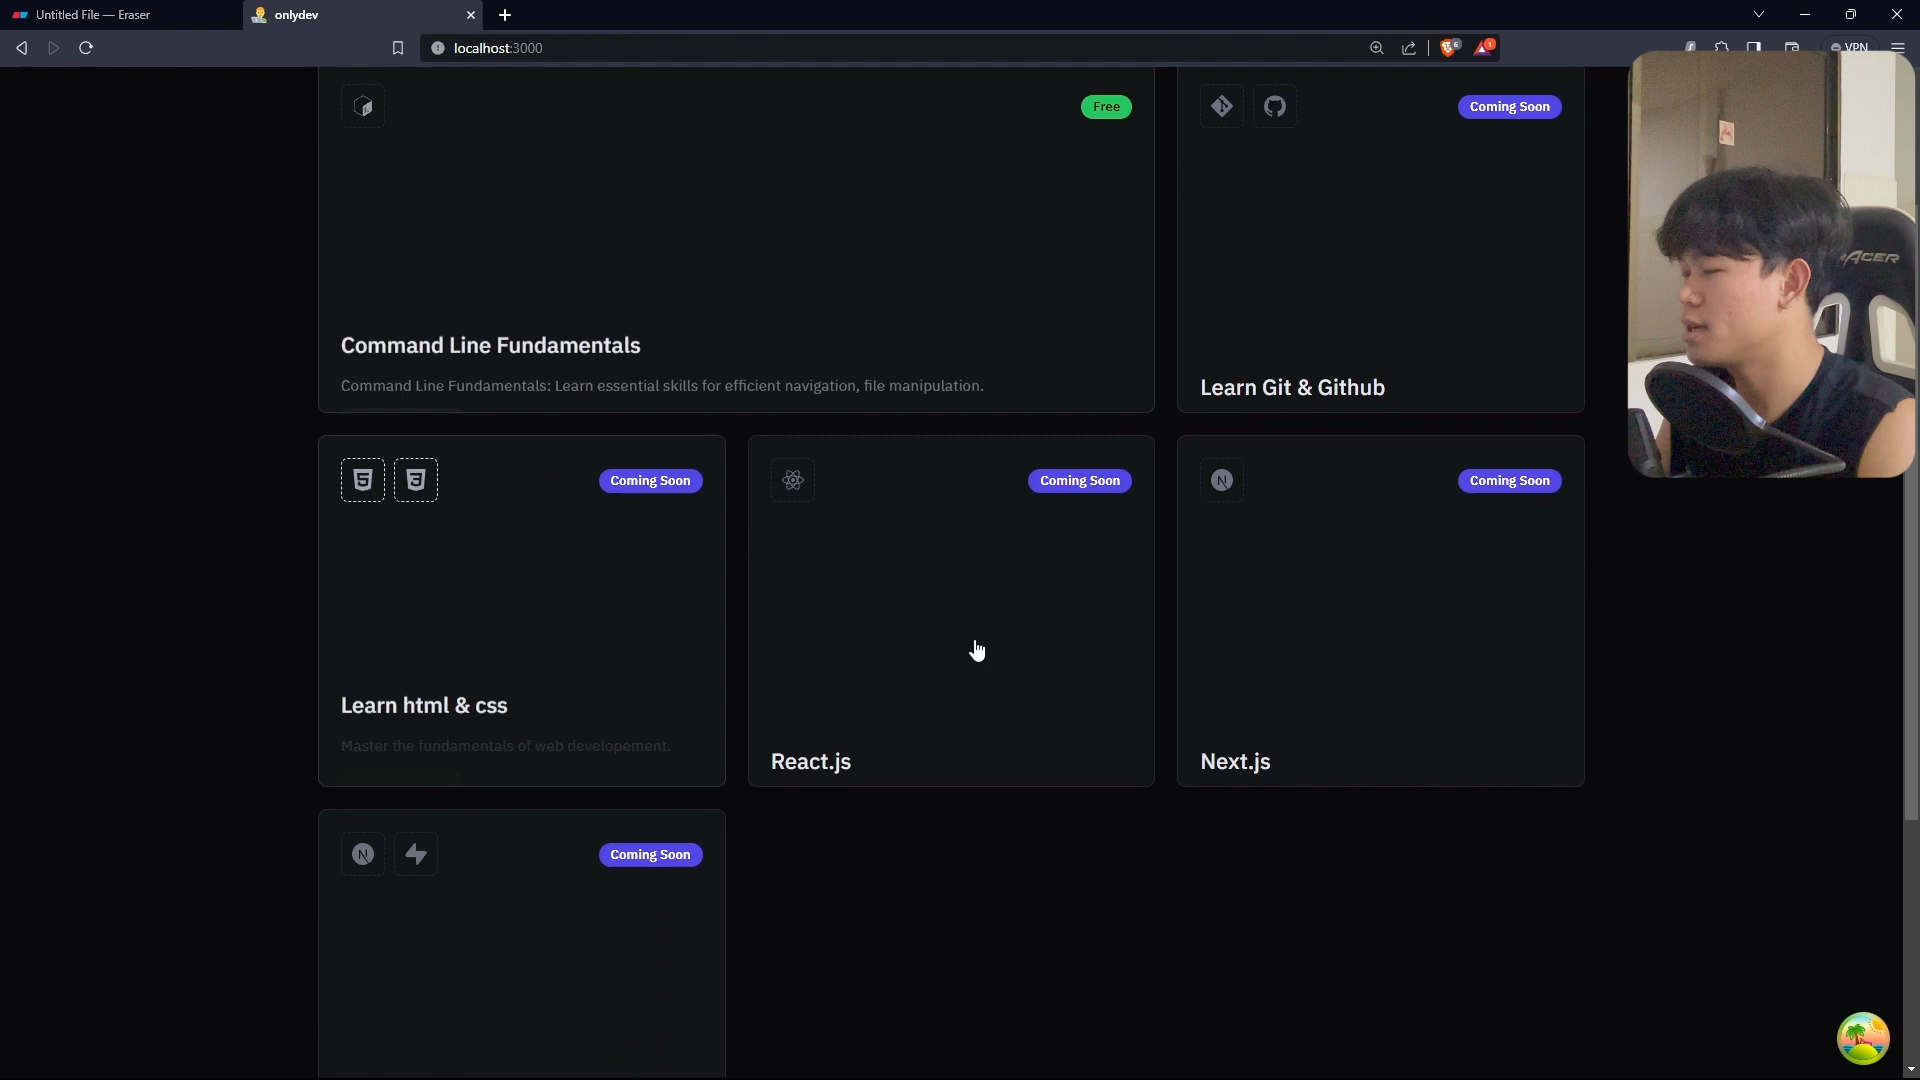 Untitled File — Eraser
onlydev
localhost:3000
6
1
VPN
Free
Coming Soon
Command Line Fundamentals
Command Line Fundamentals: Learn essential skills for efficient navigation, file manipulation.
Learn Git & Github
Coming Soon
Coming Soon
Coming Soon
Learn html & css
Master the fundamentals of web developement.
React.js
Next.js
Coming Soon
ACER